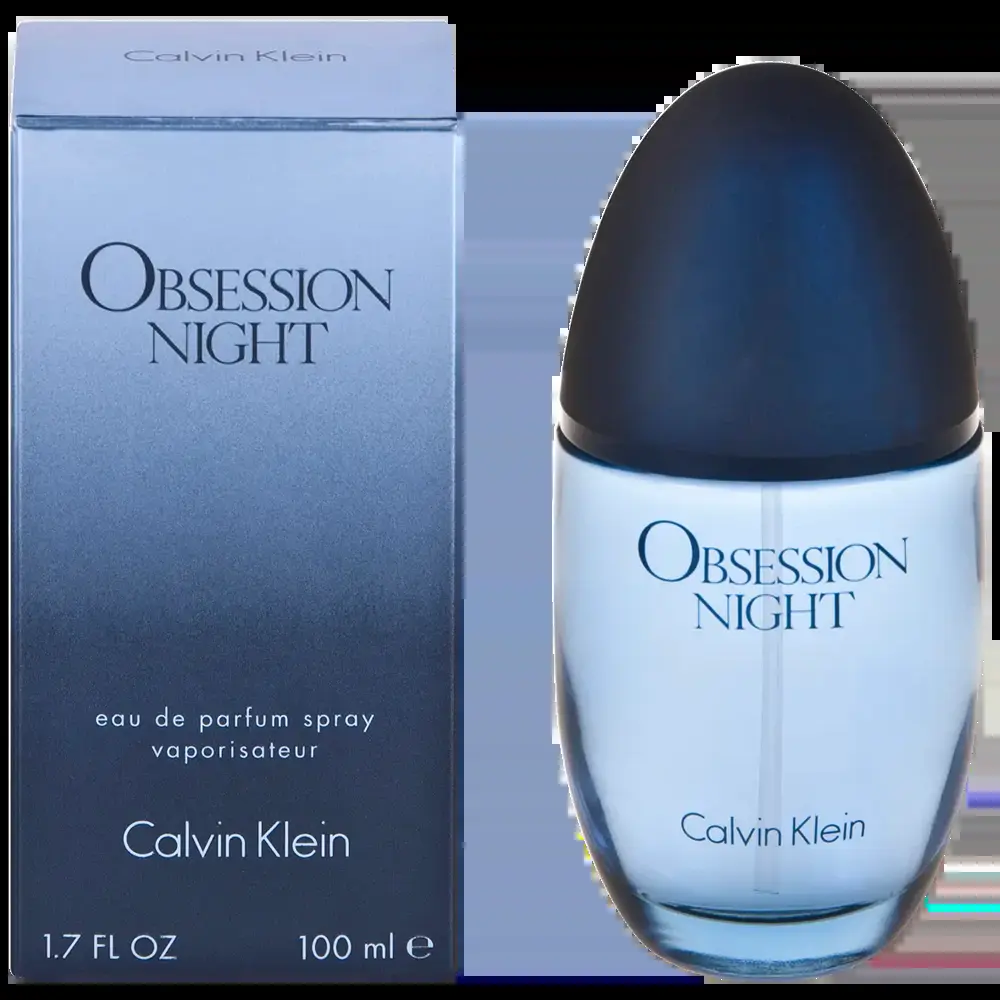 Calvin Klein
OBSESSION
NIGHT
eau de parfum spray
vaporisateur
Calvin Klein
1.7 FL OZ 100 ml ℮
OBSESSION
NIGHT
Calvin Klein